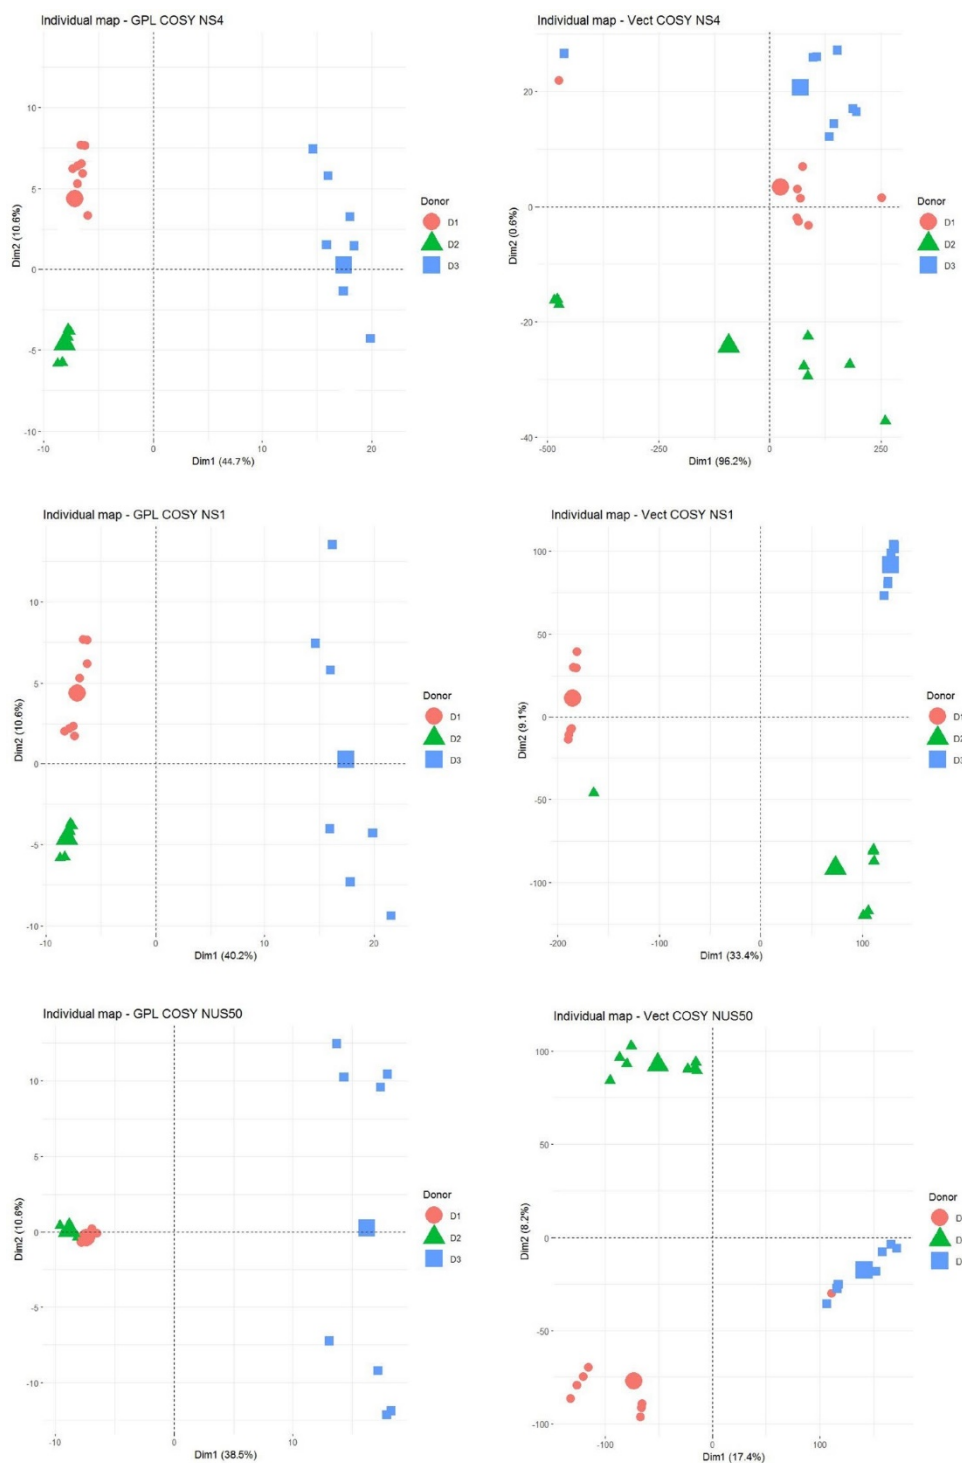 Individual map - GPL COSY NS4
10
5
0
-5
-10
Dim2 (10.6%)
-10 0 10 20
Dim1 (44.7%)
Donor
D1
D2
D3
Individual map - Vect COSY NS4
20
0
-20
-40
Dim2 (0.6%)
-500 -250 0 250
Dim1 (96.2%)
Donor
D1
D2
D3
Individual map - GPL COSY NS1
10
5
0
-5
-10
Dim2 (10.6%)
-10 0 10 20
Dim1 (40.2%)
Donor
D1
D2
D3
Individual map - Vect COSY NS1
100
50
0
-50
-100
Dim2 (9.1%)
-200 -100 0 100
Dim1 (33.4%)
Donor
D1
D2
D3
Individual map - GPL COSY NUS50
10
5
0
-5
-10
Dim2 (10.6%)
-10 0 10
Dim1 (38.5%)
Donor
D1
D2
D3
Individual map - Vect COSY NUS50
100
50
0
-50
-100
Dim2 (8.2%)
-100 0 100
Dim1 (17.4%)
Donor
D
D
D